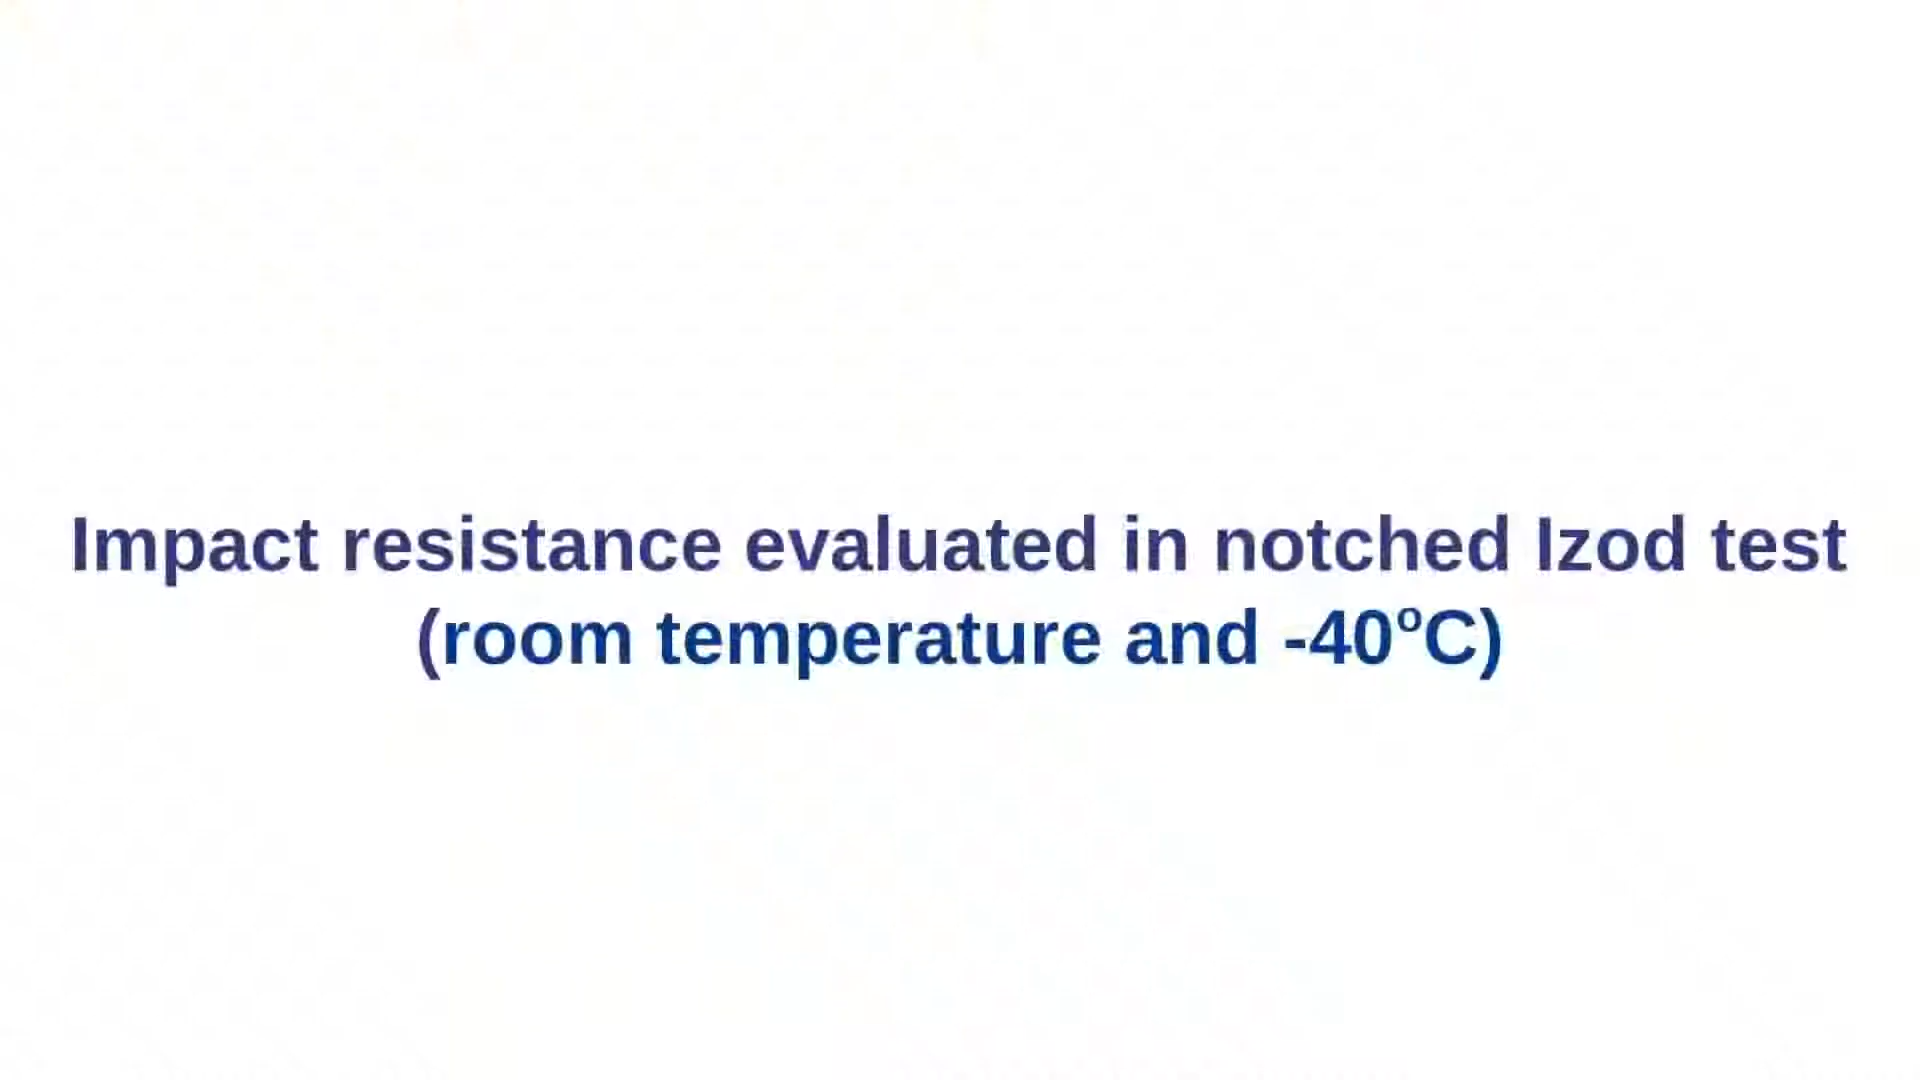 Impact resistance evaluated in notched Izod test
(room temperature and -40ºC)